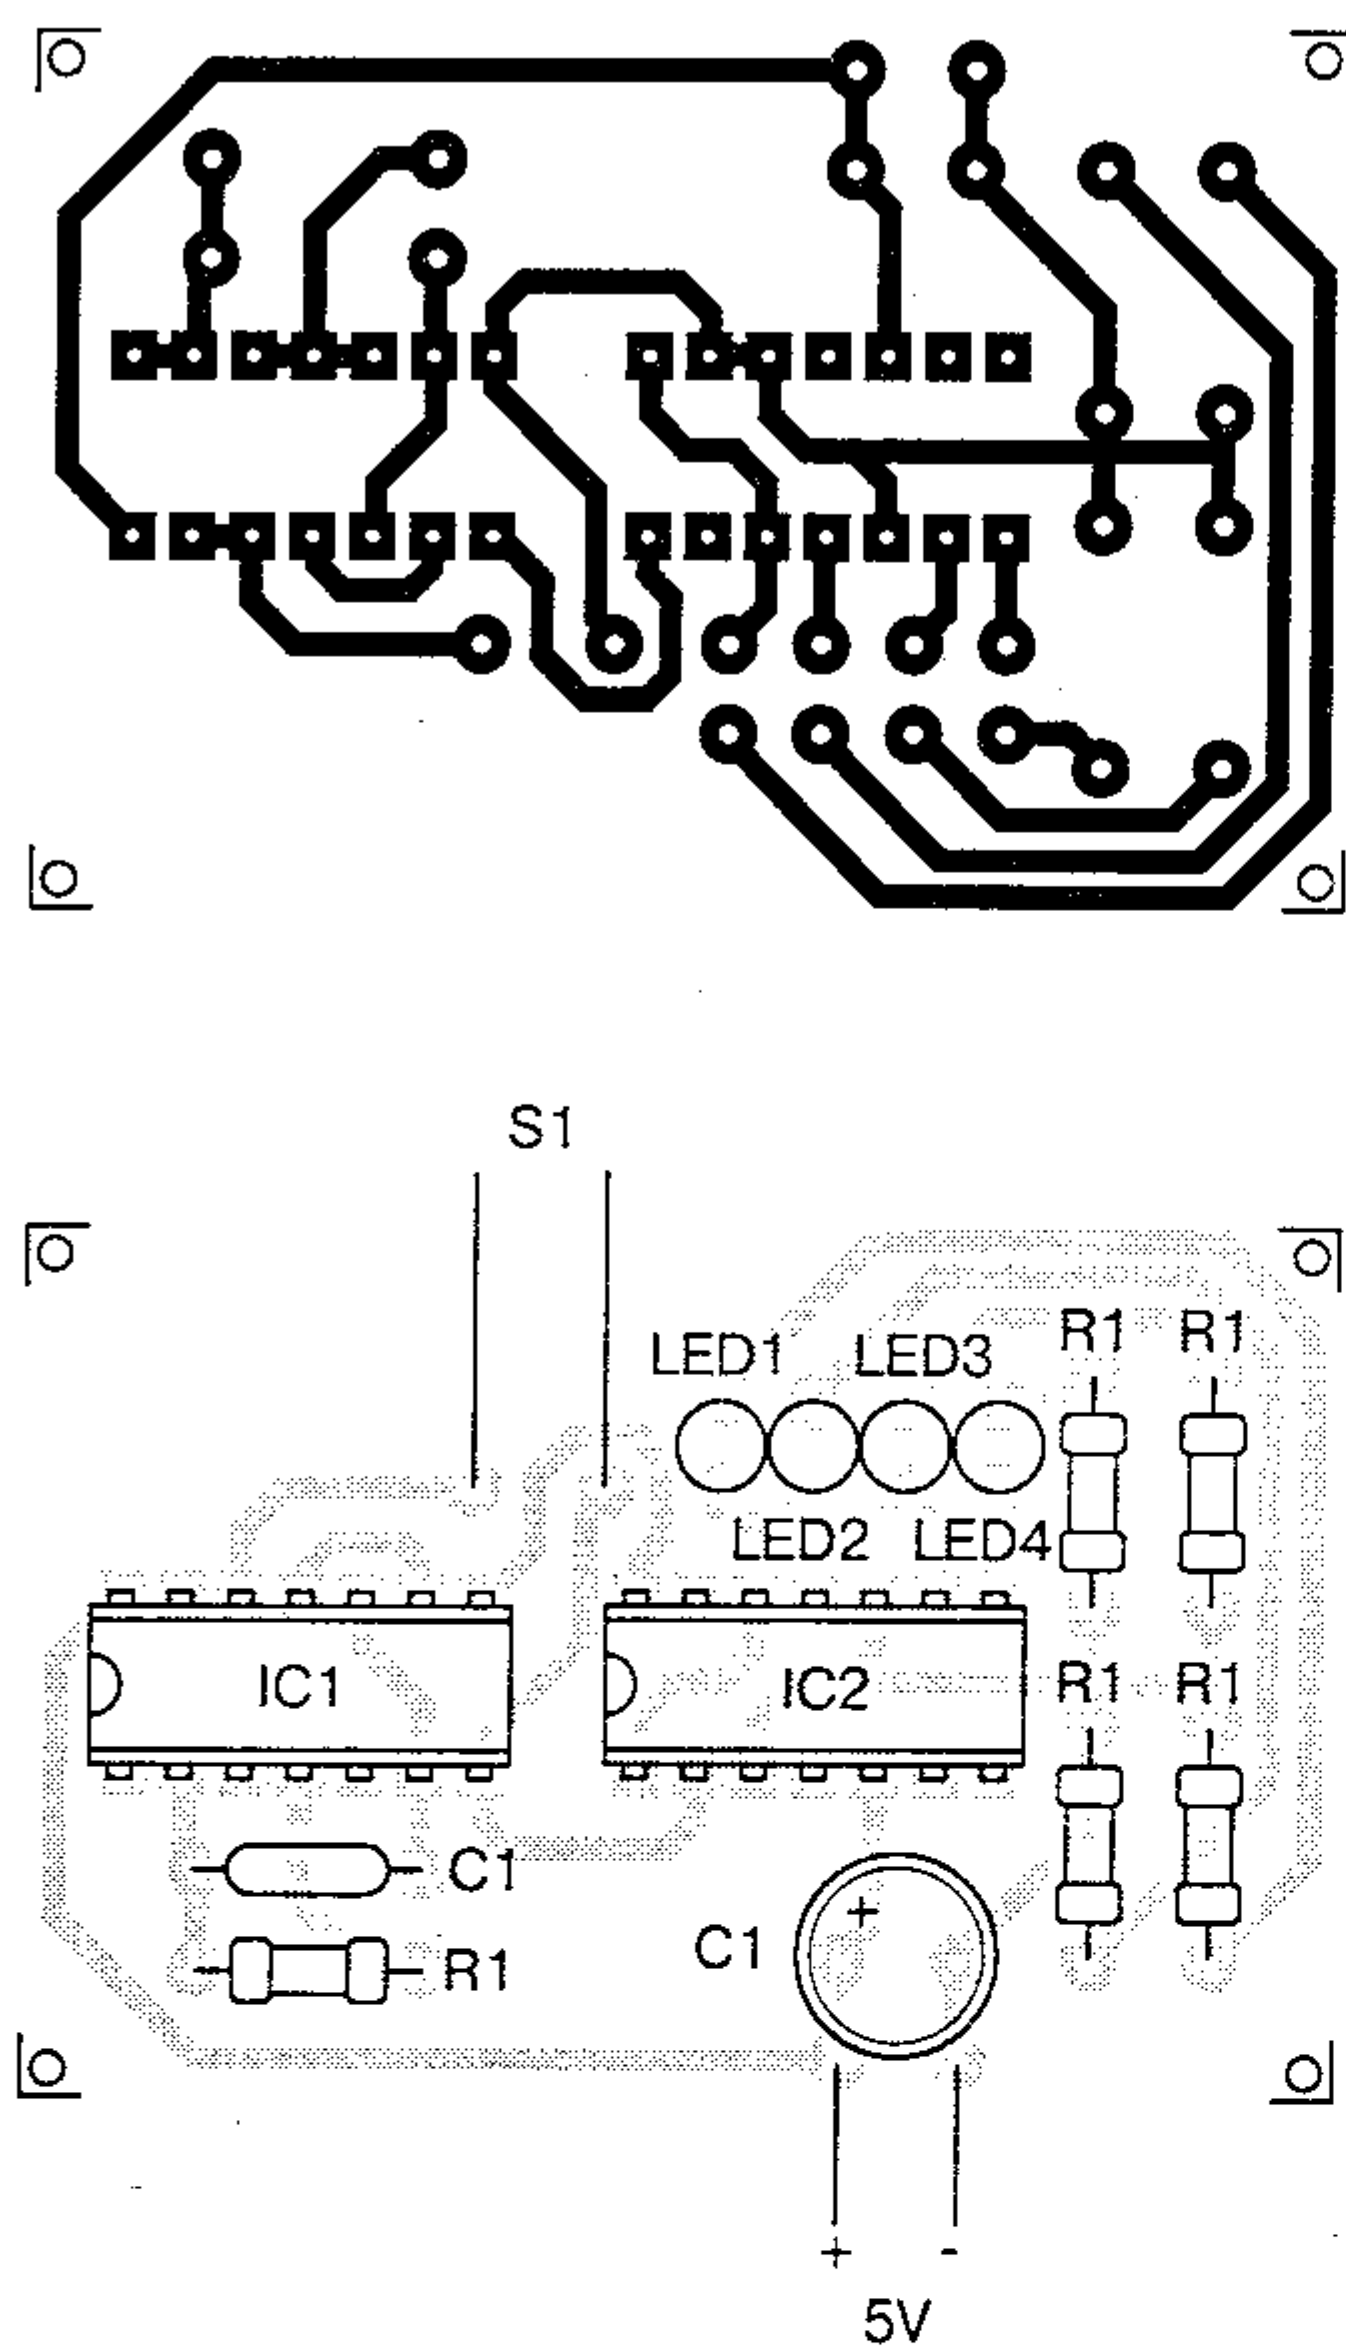 S1
LED1 LED3 R1 R1
LED2 LED4
IC1 IC2 R1 R1
C1
+
C1
R1
+ -
5V